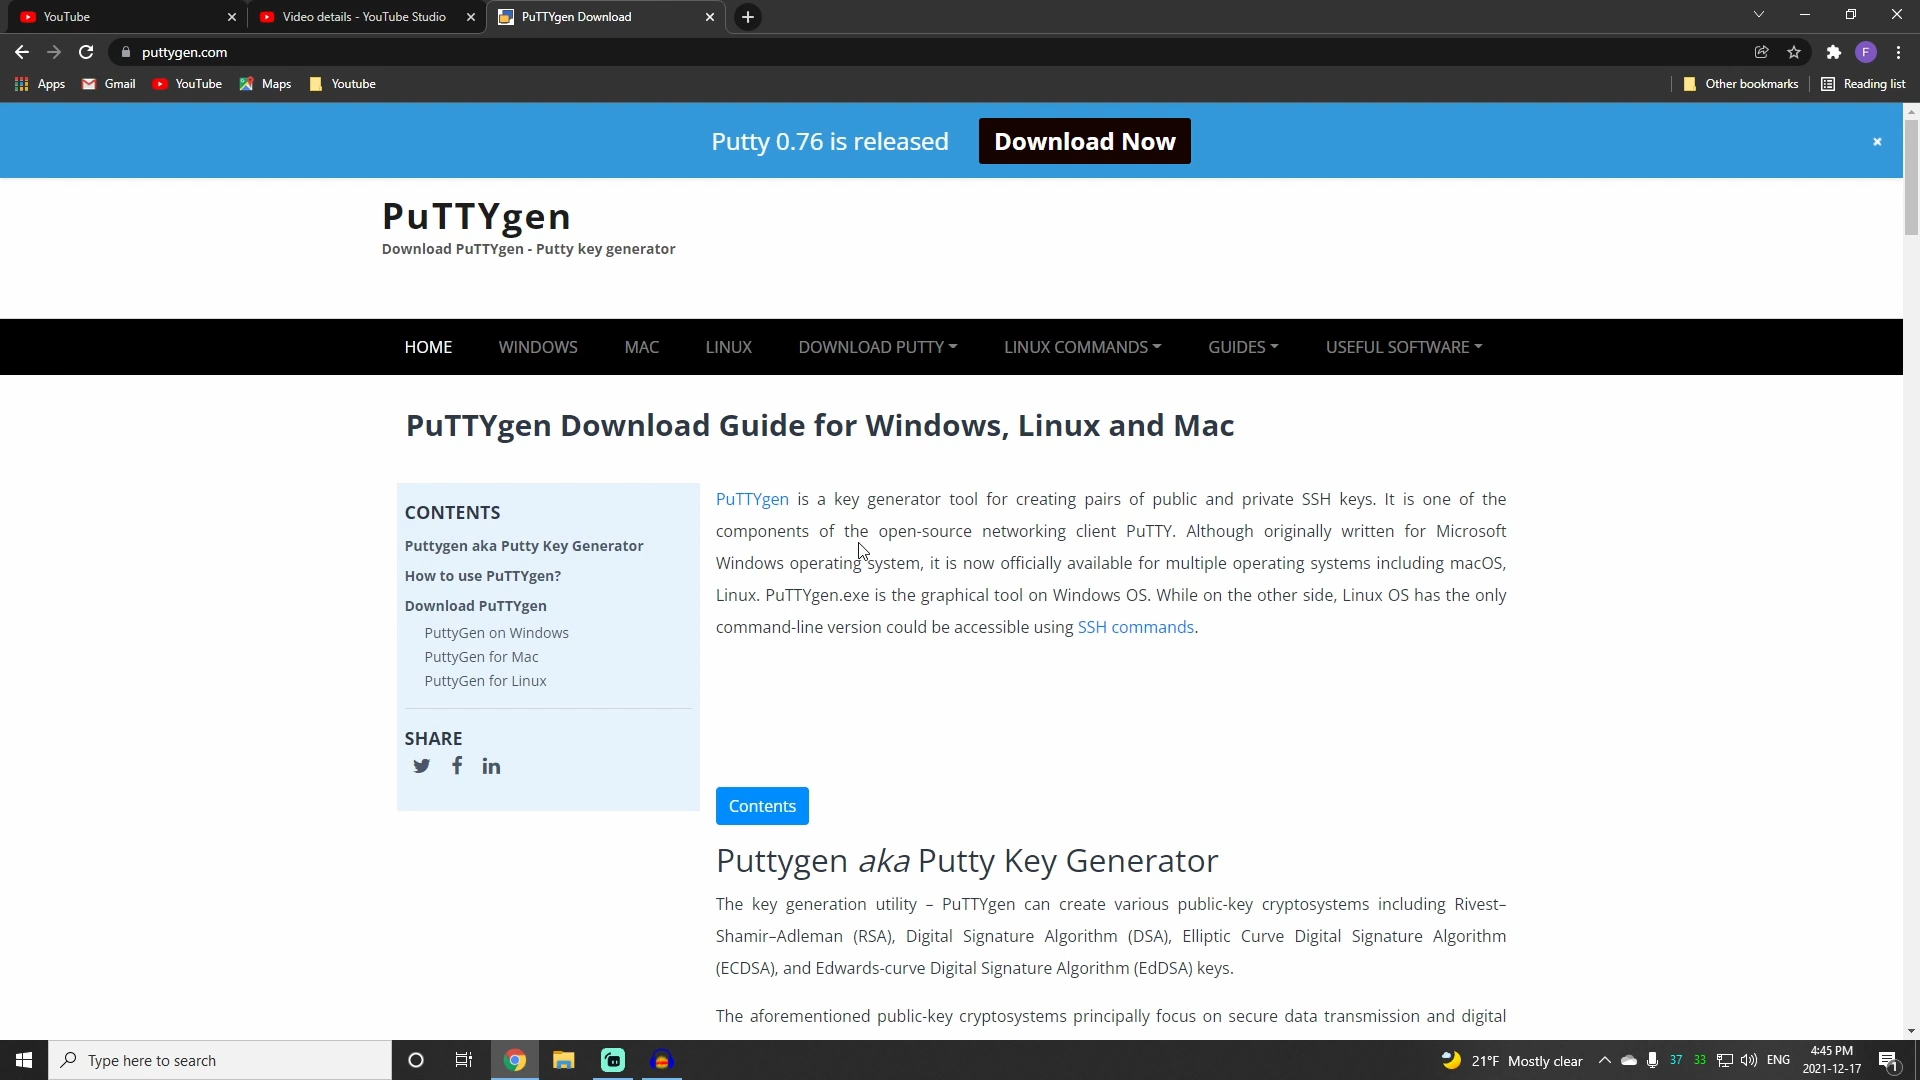 YouTube
Video details - YouTube Studio
PuTTYgen Download
puttygen.com
F
Apps
Gmail
YouTube
Maps
Youtube
Other bookmarks
Reading list
Putty 0.76 is released
Download Now
×
PuTTYgen
Download PuTTYgen - Putty key generator
HOME
WINDOWS
MAC
LINUX
DOWNLOAD PUTTY
LINUX COMMANDS
GUIDES
USEFUL SOFTWARE
PuTTYgen Download Guide for Windows, Linux and Mac
CONTENTS
Puttygen aka Putty Key Generator
How to use PuTTYgen?
Download PuTTYgen
PuttyGen on Windows
PuttyGen for Mac
PuttyGen for Linux
SHARE
PuTTYgen is a key generator tool for creating pairs of public and private SSH keys. It is one of the
components of the open-source networking client PuTTY. Although originally written for Microsoft
Windows operating system, it is now officially available for multiple operating systems including macOS,
Linux. PuTTYgen.exe is the graphical tool on Windows OS. While on the other side, Linux OS has the only
command-line version could be accessible using SSH commands.
Contents
Puttygen aka Putty Key Generator
The key generation utility – PuTTYgen can create various public-key cryptosystems including Rivest–
Shamir–Adleman (RSA), Digital Signature Algorithm (DSA), Elliptic Curve Digital Signature Algorithm
(ECDSA), and Edwards-curve Digital Signature Algorithm (EdDSA) keys.
The aforementioned public-key cryptosystems principally focus on secure data transmission and digital
Type here to search
21°F Mostly clear
37
33
ENG
4:45 PM
2021-12-17
1